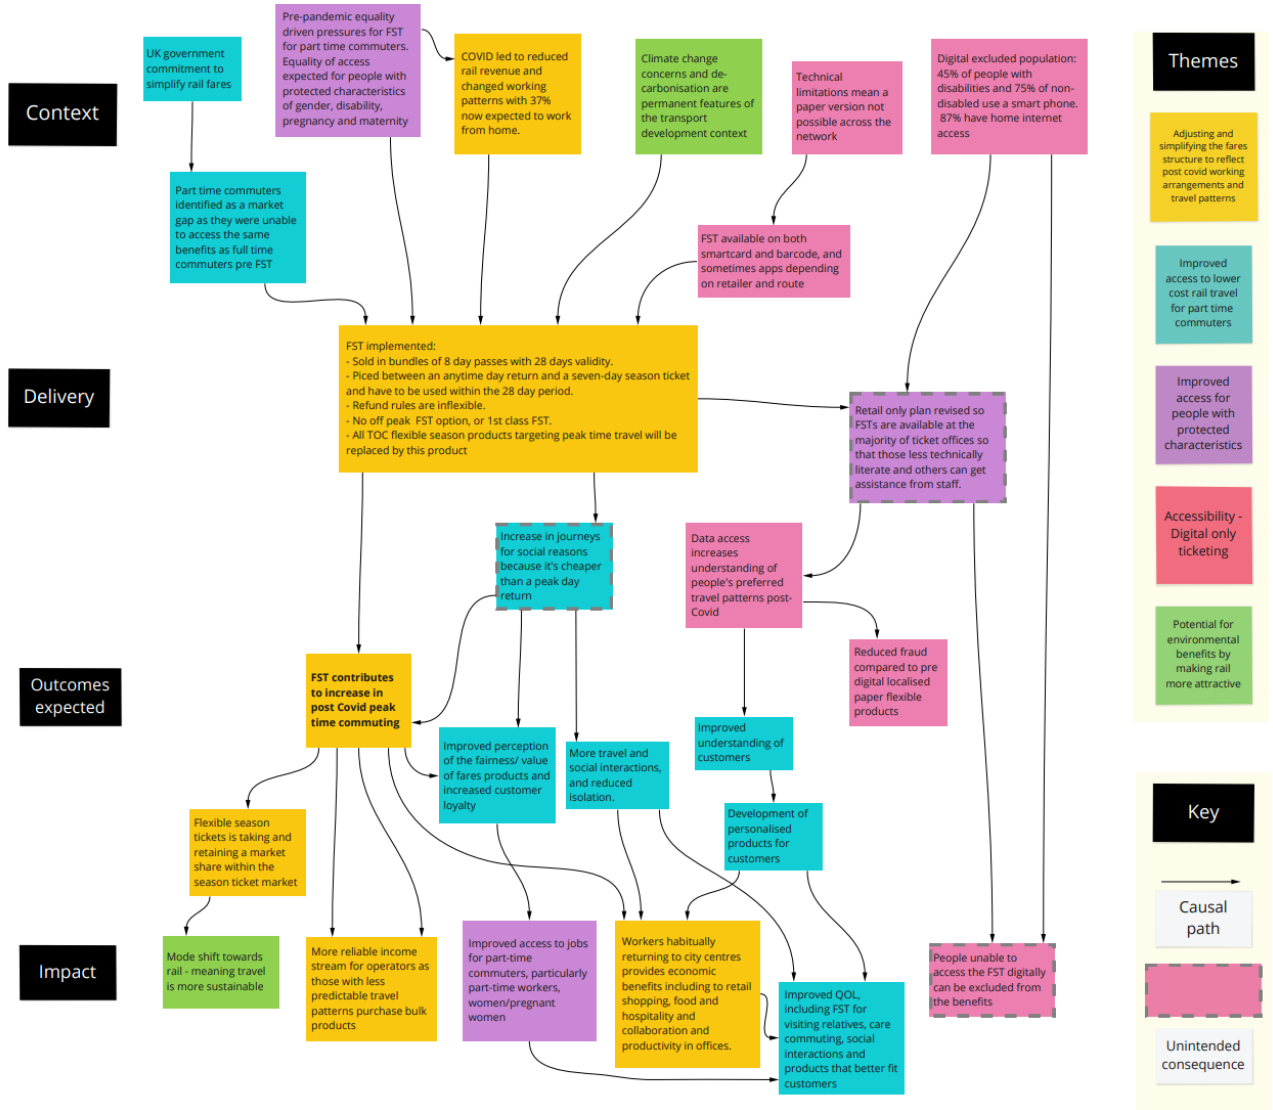 Context
UK government
commitment to
simplify rail fares
Pre-pandemic equality
driven pressures for FST
for part time commuters.
Equality of access
expected for people with
protected characteristics
of gender, disability,
pregnancy and maternity
COVID led to reduced
rail revenue and
changed working
patterns with 37%
now expected to work
from home.
Climate change
concerns and de-
carbonisation are
permanent features of
the transport
development context
Technical
limitations mean a
paper version not
possible across the
network
Digital excluded population:
45% of people with
disabilities and 75% of non-
disabled use a smart phone.
87% have home internet
access
Part time commuters
identified as a market
gap as they were unable
to access the same
benefits as full time
commuters pre FST
FST available on both
smartcard and barcode, and
sometimes apps depending
on retailer and route
Delivery
FST implemented:
- Sold in bundles of 8 day passes with 28 days validity.
- Piced between an anytime day return and a seven-day season ticket
and have to be used within the 28 day period.
- Refund rules are inflexible.
- No off peak FST option, or 1st class FST.
- All TOC flexible season products targeting peak time travel will be
replaced by this product
Retail only plan revised so
FSTs are available at the
majority of ticket offices so
that those less technically
literate and others can get
assistance from staff.
Increase in journeys
for social reasons
because it's cheaper
than a peak day
return
Data access
increases
understanding of
people's preferred
travel patterns post-
Covid
Outcomes
expected
FST contributes
to increase in
post Covid peak
time commuting
Reduced fraud
compared to pre
digital localised
paper flexible
products
Improved perception
of the fairness/ value
of fares products and
increased customer
loyalty
More travel and
social interactions,
and reduced
isolation.
Improved
understanding of
customers
Flexible season
tickets is taking and
retaining a market
share within the
season ticket market
Development of
personalised
products for
customers
Impact
Mode shift towards
rail - meaning travel
is more sustainable
More reliable income
stream for operators as
those with less
predictable travel
patterns purchase bulk
products
Improved access to jobs
for part-time
commuters, particularly
part-time workers,
women/pregnant
women
Workers habitually
returning to city centres
provides economic
benefits including to retail
shopping, food and
hospitality and
collaboration and
productivity in offices.
Improved QOL,
including FST for
visiting relatives, care
commuting, social
interactions and
products that better fit
customers
People unable to
access the FST digitally
can be excluded from
the benefits
Themes
Adjusting and
simplifying the fares
structure to reflect
post covid working
arrangements and
travel patterns
Improved
access to lower
cost rail travel
for part time
commuters
Improved
access for
people with
protected
characteristics
Accessibility -
Digital only
ticketing
Potential for
environmental
benefits by
making rail
more attractive
Key
Causal
path
Unintended
consequence